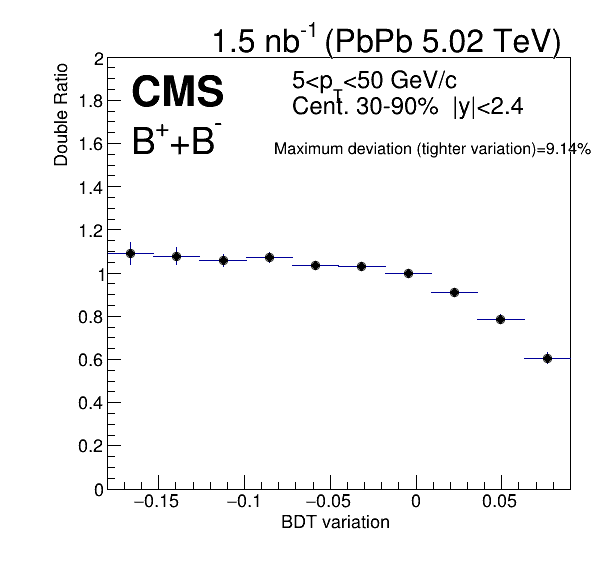 1.5 nb⁻¹ (PbPb 5.02 TeV)
CMS
5<p_T<50 GeV/c
Cent. 30-90% |y|<2.4
B⁺+B⁻
Maximum deviation (tighter variation)=9.14%
Double Ratio
2
1.8
1.6
1.4
1.2
1
0.8
0.6
0.4
0.2
0
−0.15 −0.1 −0.05 0 0.05
BDT variation